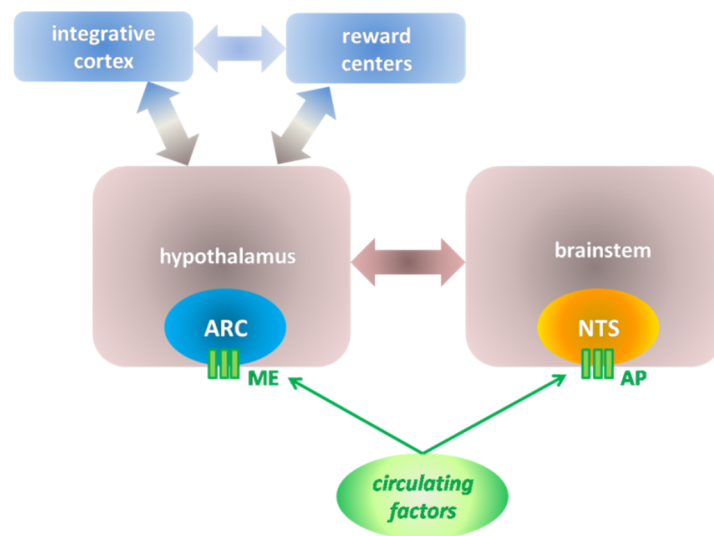 integrative
cortex
reward
centers
hypothalamus
brainstem
ARC
NTS
ME
AP
circulating
factors